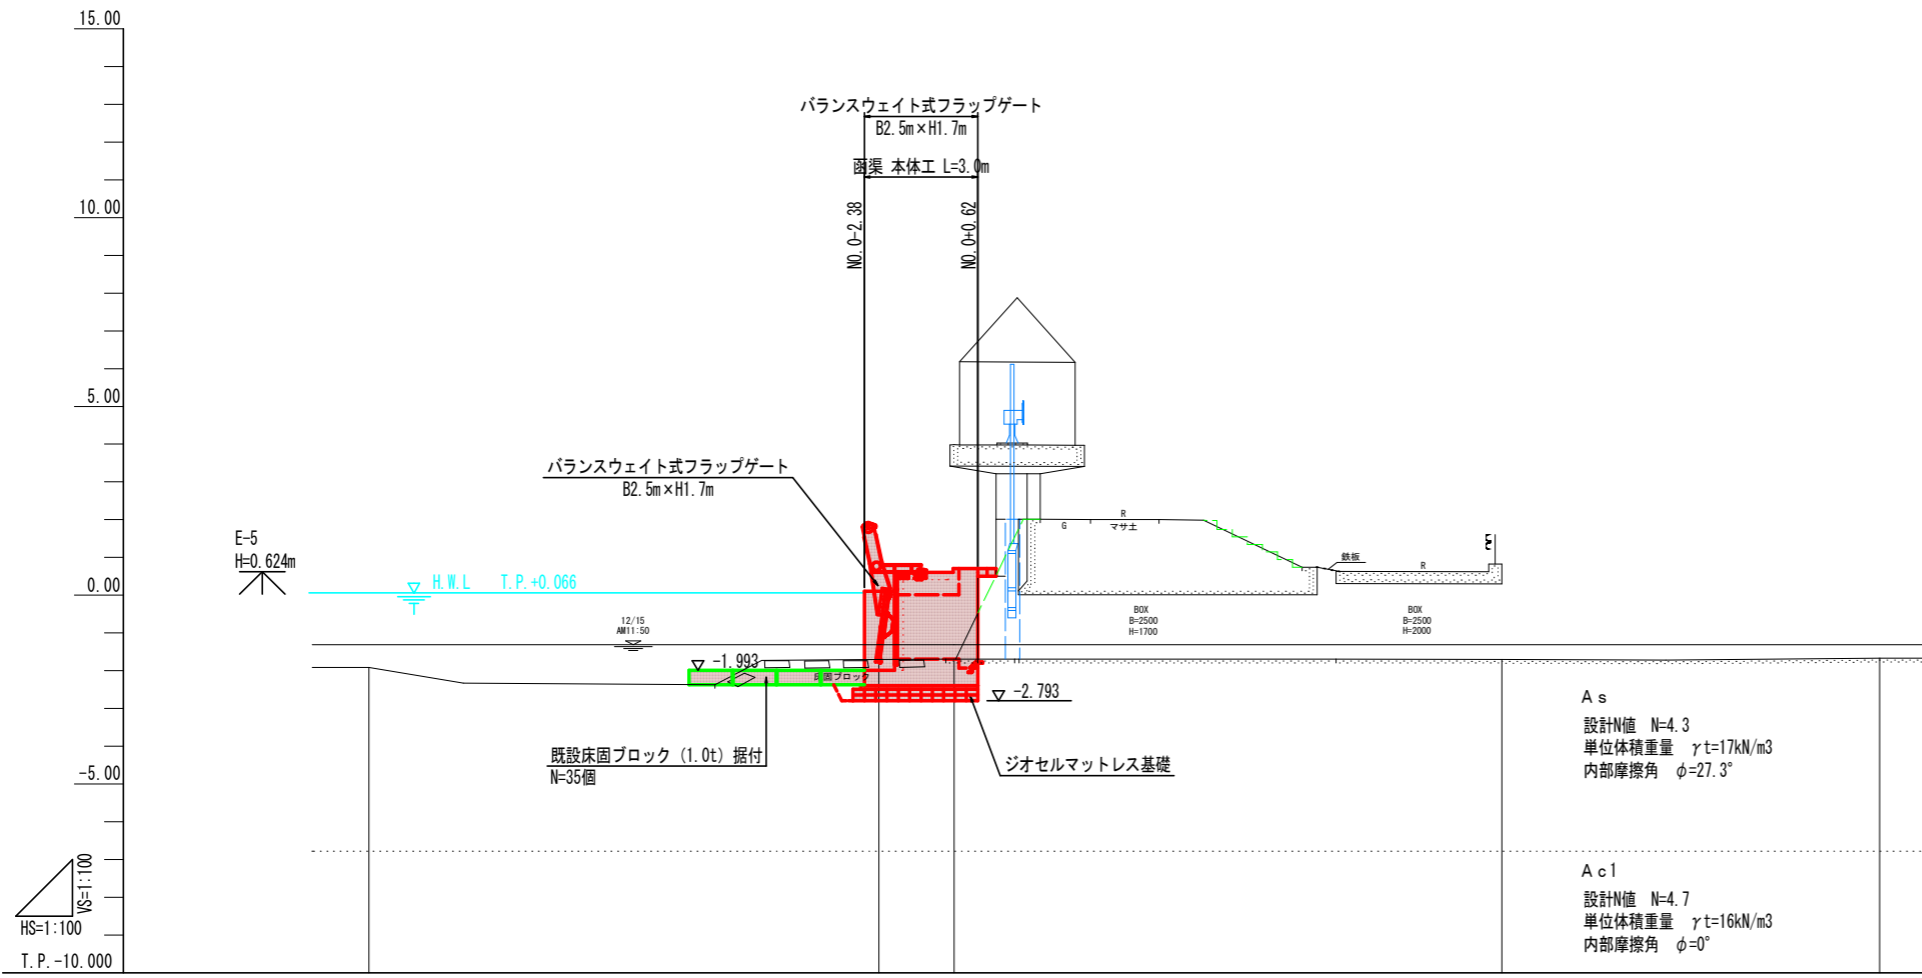 15.00
10.00
5.00
0.00
-5.00
T.P.-10.000
VS=1:100
HS=1:100
バランスウェイト式フラップゲート
B2.5m×H1.7m
函渠 本体工 L=3.0m
NO.0-2.38
NO.0+0.62
バランスウェイト式フラップゲート
B2.5m×H1.7m
E-5
H=0.624m
H.W.L T.P.+0.066
12/15
AM11:50
R
G マサ土
鉄板
R
BOX
B=2500
H=1700
BOX
B=2500
H=2000
-1.993
床固ブロック
-2.793
既設床固ブロック (1.0t) 据付
N=35個
ジオセルマットレス基礎
As
設計N値 N=4.3
単位体積重量 γt=17kN/m3
内部摩擦角 φ=27.3°
Ac1
設計N値 N=4.7
単位体積重量 γt=16kN/m3
内部摩擦角 φ=0°